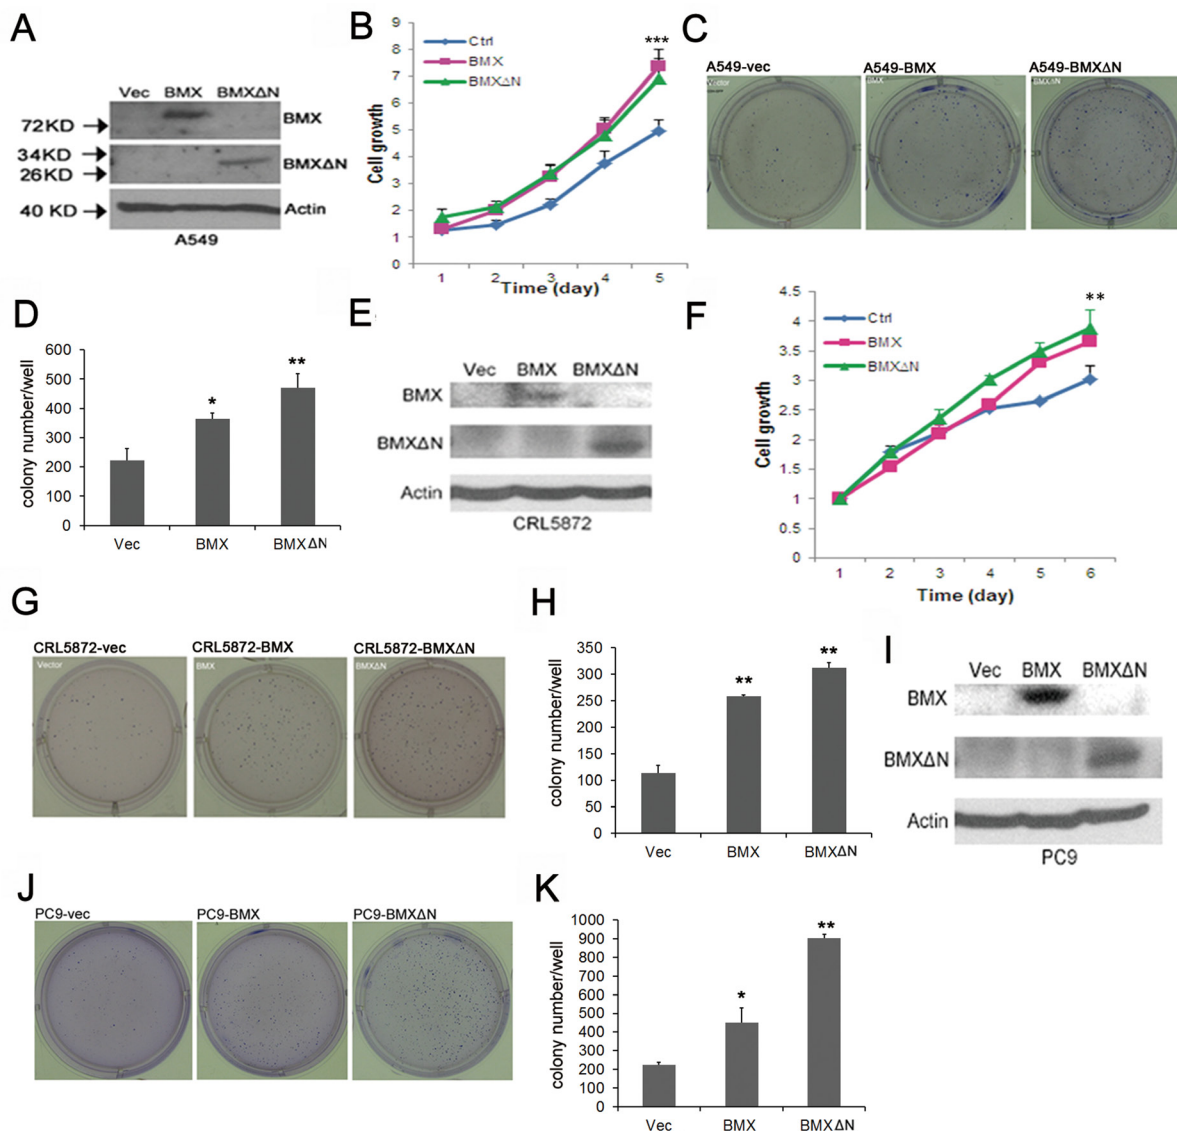 A
Vec BMX BMXΔN
72KD BMX
34KD
26KD BMXΔN
40 KD Actin
A549
B
9
8
7
6
5
4
3
2
1
0
Cell growth
Ctrl
BMX
BMXΔN
***
1 2 3 4 5
Time (day)
C
A549-vec A549-BMX A549-BMXΔN
Vector BMX BMXΔN
D
600
500
400
300
200
100
0
colony number/well
* **
Vec BMX BMXΔN
E
Vec BMX BMXΔN
BMX
BMXΔN
Actin
CRL5872
F
4.5
4
3.5
3
2.5
2
1.5
1
0.5
0
Cell growth
Ctrl
BMX
BMXΔN
**
1 2 3 4 5 6
Time (day)
G
CRL5872-vec CRL5872-BMX CRL5872-BMXΔN
Vector BMX BMXΔN
H
350
300
250
200
150
100
50
0
colony number/well
** **
Vec BMX BMXΔN
I
Vec BMX BMXΔN
BMX
BMXΔN
Actin
PC9
J
PC9-vec PC9-BMX PC9-BMXΔN
K
1000
900
800
700
600
500
400
300
200
100
0
colony number/well
* **
Vec BMX BMXΔN